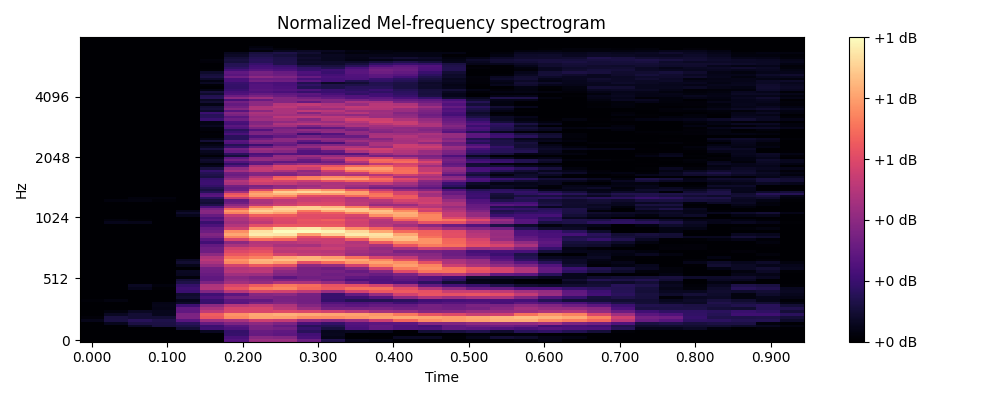 Normalized Mel-frequency spectrogram
Hz
4096
2048
1024
512
0
0.000 0.100 0.200 0.300 0.400 0.500 0.600 0.700 0.800 0.900
Time
+1 dB
+1 dB
+1 dB
+0 dB
+0 dB
+0 dB